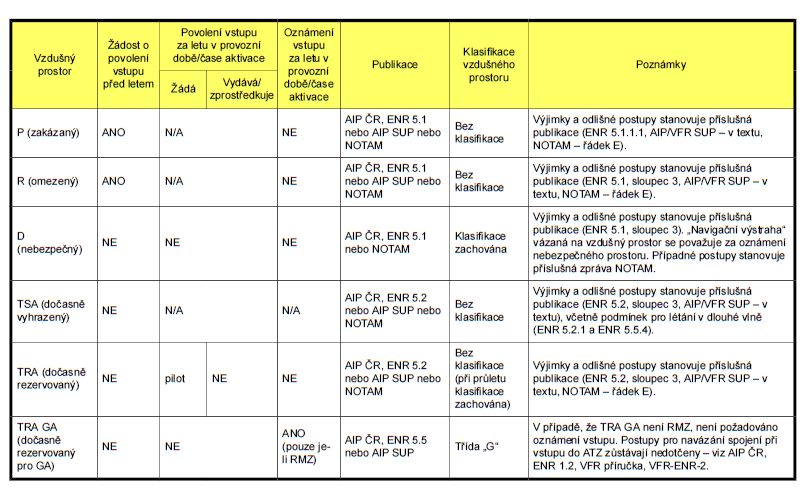 Vzdušný
prostor
Žádost o
povolení
vstupu
před letem
Povolení vstupu
za letu v provozní
době/čase aktivace
Žádá
Vydává/
zprostředkuje
Oznámení
vstupu
za letu v
provozní
době/čase
aktivace
Publikace
Klasifikace
vzdušného
prostoru
Poznámky
P (zakázaný)
ANO
N/A
NE
AIP ČR, ENR 5.1
nebo AIP SUP nebo
NOTAM
Bez
klasifikace
Výjimky a odlišné postupy stanovuje příslušná
publikace (ENR 5.1.1.1, AIP/VFR SUP – v textu,
NOTAM – řádek E).
R (omezený)
ANO
N/A
NE
AIP ČR, ENR 5.1
nebo AIP SUP nebo
NOTAM
Bez
klasifikace
Výjimky a odlišné postupy stanovuje příslušná
publikace (ENR 5.1, sloupec 3, AIP/VFR SUP – v
textu, NOTAM – řádek E).
D
(nebezpečný)
NE
NE
NE
AIP ČR, ENR 5.1
nebo NOTAM
Klasifikace
zachována
Výjimky a odlišné postupy stanovuje příslušná publikace
(ENR 5.1, sloupec 3). „Navigační výstraha“
vázaná na vzdušný prostor se považuje za oznámení
nebezpečného prostoru. Případné postupy stanovuje
příslušná zpráva NOTAM.
TSA (dočasně
vyhrazený)
NE
N/A
N/A
AIP ČR, ENR 5.2
nebo AIP SUP nebo
NOTAM
Bez
klasifikace
Výjimky a odlišné postupy stanovuje příslušná
publikace (ENR 5.2, sloupec 3, AIP/VFR SUP – v
textu), včetně podmínek pro létání v dlouhé vlně
(ENR 5.2.1 a ENR 5.5.4).
TRA (dočasně
rezervovaný)
NE
pilot
NE
NE
AIP ČR, ENR 5.2
nebo AIP SUP nebo
NOTAM
Bez
klasifikace
(při průletu
klasifikace
zachována)
Výjimky a odlišné postupy stanovuje příslušná
publikace (ENR 5.2, sloupec 3, AIP/VFR SUP – v
textu, NOTAM – řádek E).
TRA GA
(dočasně
rezervovaný
pro GA)
NE
NE
ANO
(pouze je-
li RMZ)
AIP ČR, ENR 5.5
nebo AIP SUP
Třída „G“
V případě, že TRA GA není RMZ, není požadováno
oznámení vstupu. Postupy pro navázání spojení při
vstupu do ATZ zůstávají nedotčeny – viz AIP ČR,
ENR 1.2, VFR příručka, VFR-ENR-2.